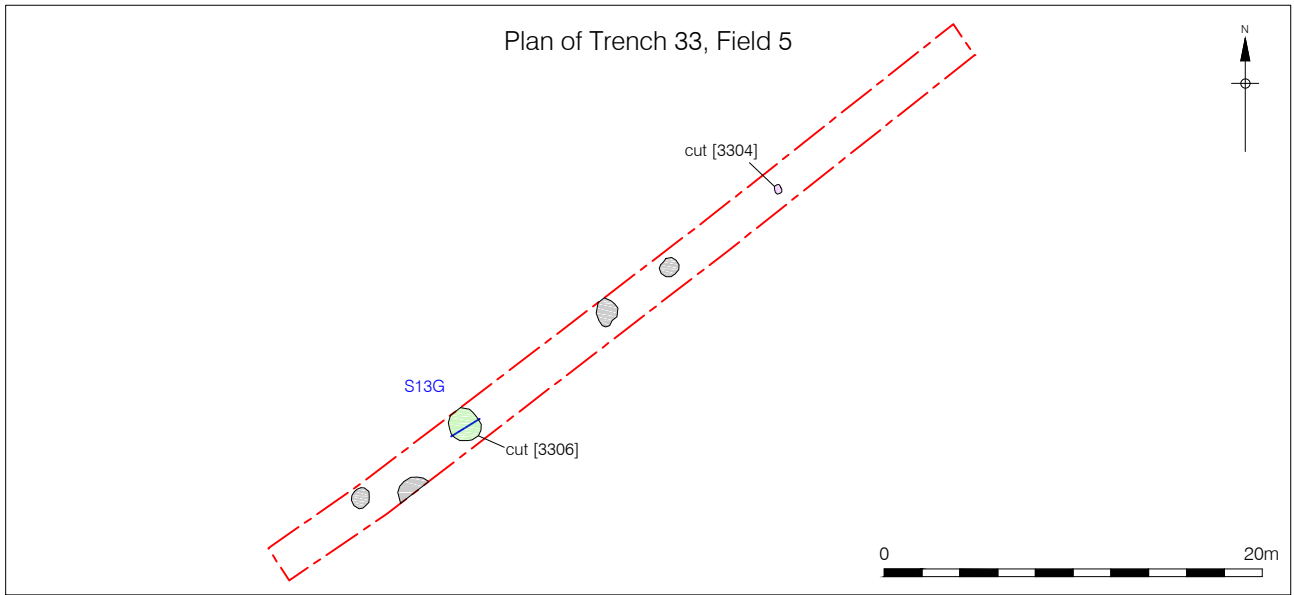 Plan of Trench 33, Field 5
N
cut [3304]
S13G
cut [3306]
0 20m